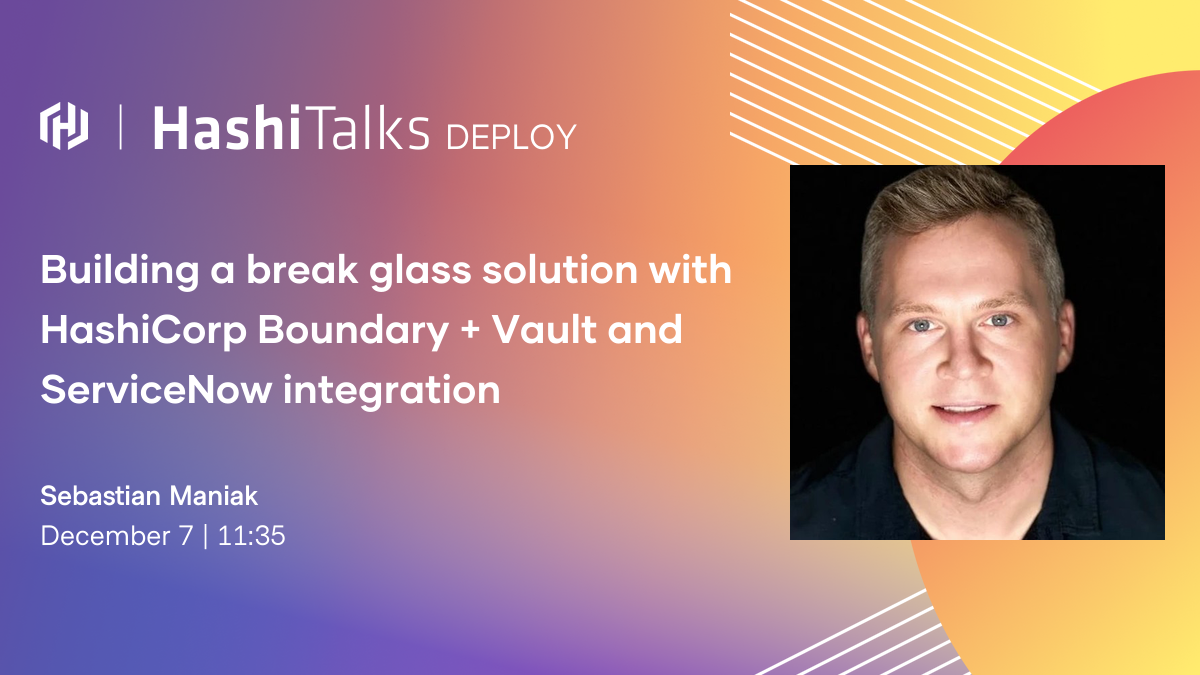 HashiTalks DEPLOY
Building a break glass solution with
HashiCorp Boundary + Vault and
ServiceNow integration
Sebastian Maniak
December 7 | 11:35